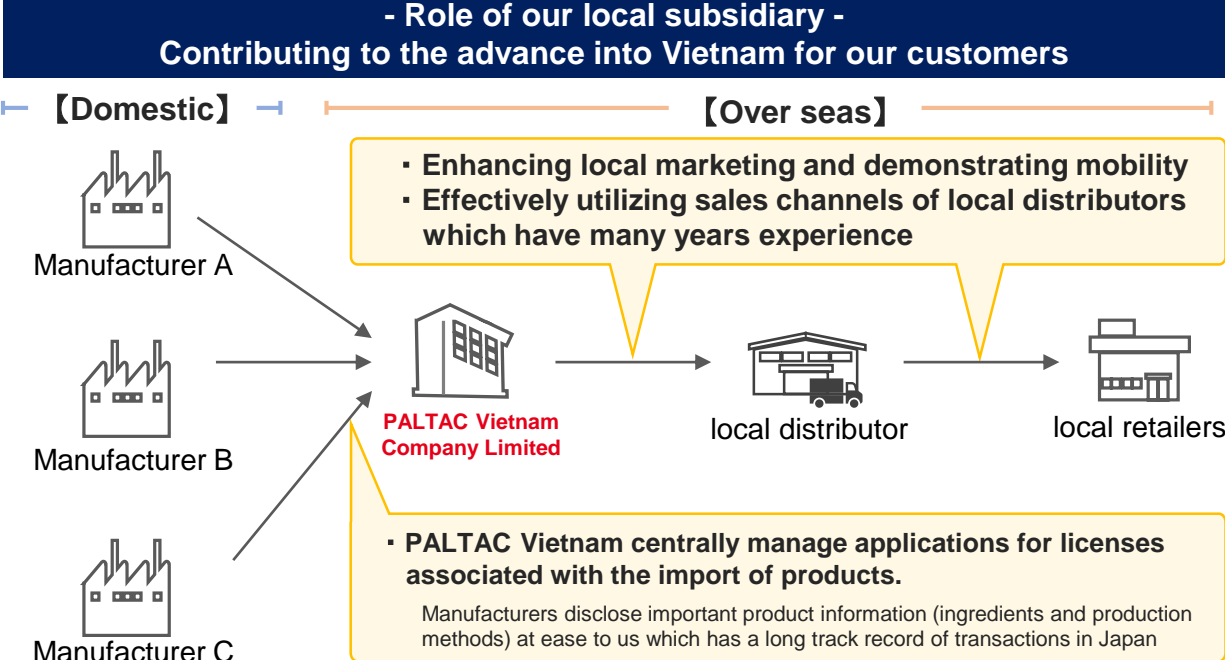 - Role of our local subsidiary -
Contributing to the advance into Vietnam for our customers
【Domestic】
【Over seas】
・Enhancing local marketing and demonstrating mobility
・Effectively utilizing sales channels of local distributors
which have many years experience
Manufacturer A
PALTAC Vietnam
Company Limited
local distributor
local retailers
Manufacturer B
・PALTAC Vietnam centrally manage applications for licenses
associated with the import of products.
Manufacturers disclose important product information (ingredients and production
methods) at ease to us which has a long track record of transactions in Japan
Manufacturer C